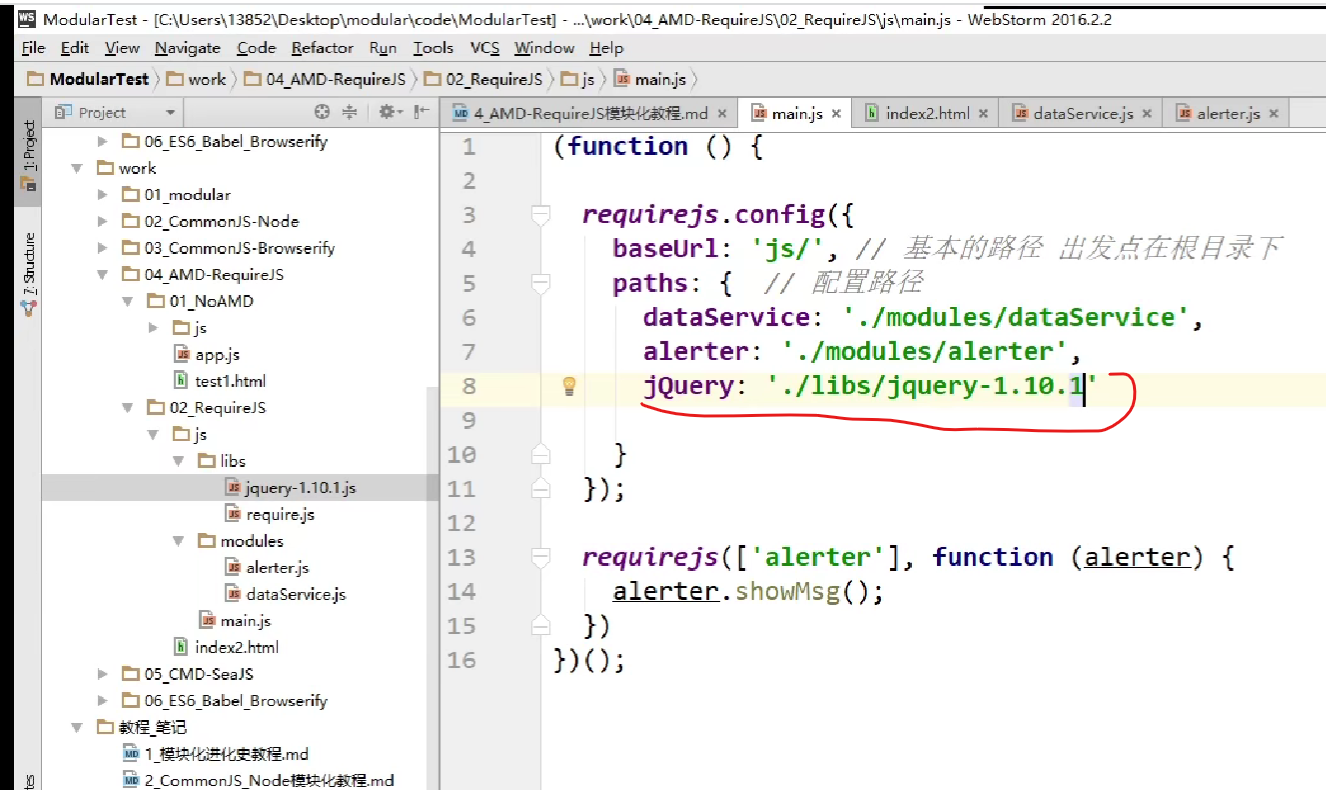 ModularTest - [C:\Users\13852\Desktop\modular\code\ModularTest] - ...\work\04_AMD-RequireJS\02_RequireJS\js\main.js - WebStorm 2016.2.2
File Edit View Navigate Code Refactor Run Tools VCS Window Help
ModularTest work 04_AMD-RequireJS 02_RequireJS js main.js
Project
4_AMD-RequireJS模块化教程.md main.js index2.html dataService.js alerter.js
1: Project
7: Structure
06_ES6_Babel_Browserify
work
01_modular
02_CommonJS-Node
03_CommonJS-Browserify
04_AMD-RequireJS
01_NoAMD
js
app.js
test1.html
02_RequireJS
js
libs
jquery-1.10.1.js
require.js
modules
alerter.js
dataService.js
main.js
index2.html
05_CMD-SeaJS
06_ES6_Babel_Browserify
教程_笔记
1_模块化进化史教程.md
2_CommonJS_Node模块化教程.md
1 (function () {
2
3 requirejs.config({
4 baseUrl: 'js/', // 基本的路径 出发点在根目录下
5 paths: { // 配置路径
6 dataService: './modules/dataService',
7 alerter: './modules/alerter',
8 jQuery: './libs/jquery-1.10.1'
9
10 }
11 });
12
13 requirejs(['alerter'], function (alerter) {
14 alerter.showMsg();
15 })
16 })();